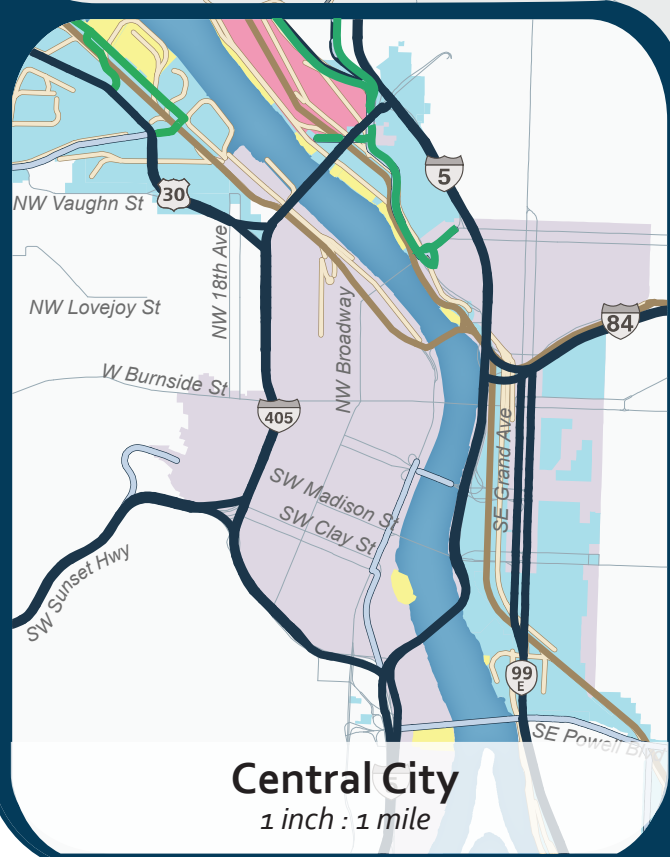 5
30
NW Vaughn St
NW 18th Ave
NW Lovejoy St
NW Broadway
84
W Burnside St
405
SE Grand Ave
SW Madison St
SW Clay St
SW Sunset Hwy
99
E
SE Powell Blvd
Central City
1 inch : 1 mile